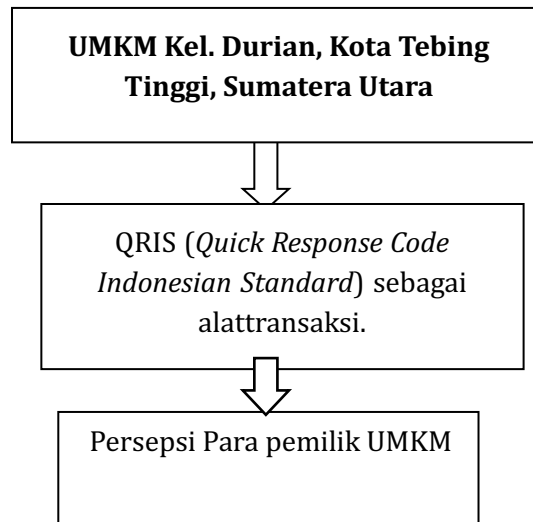 UMKM Kel. Durian, Kota Tebing
Tinggi, Sumatera Utara
QRIS (Quick Response Code
Indonesian Standard) sebagai
alattransaksi.
Persepsi Para pemilik UMKM